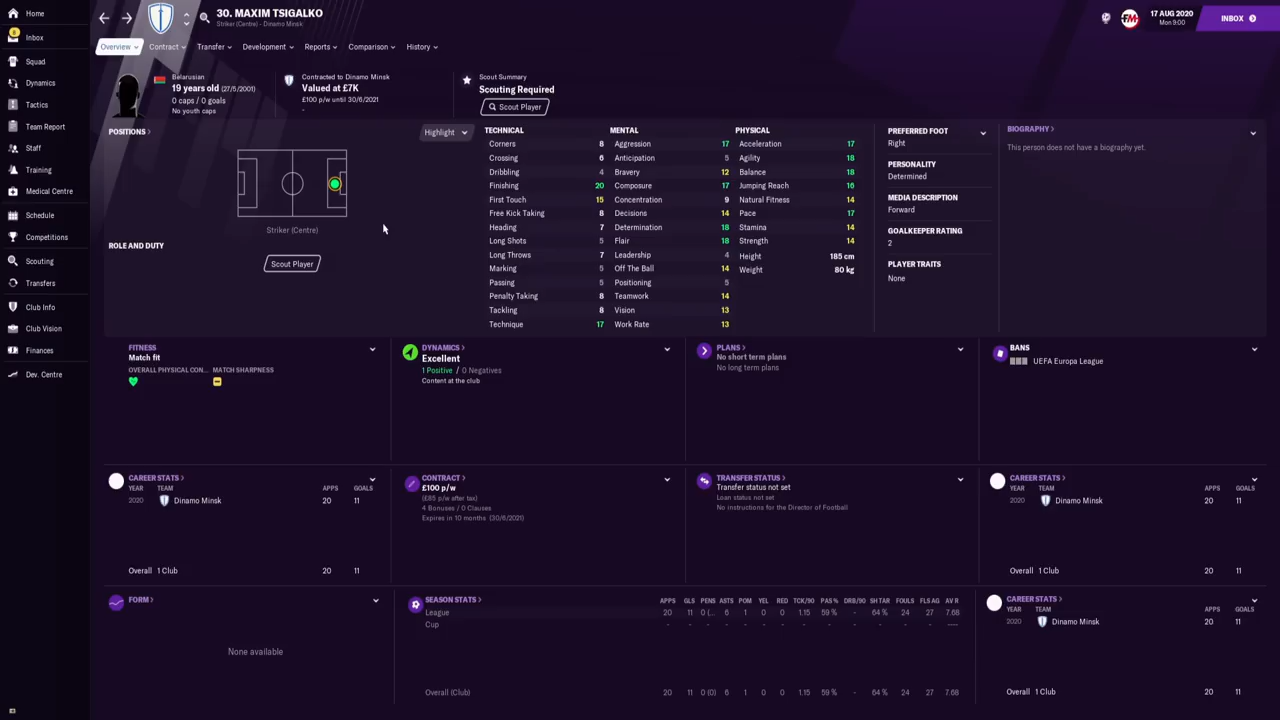 Home
Inbox
Squad
Dynamics
Tactics
Team Report
Staff
Training
Medical Centre
Schedule
Competitions
Scouting
Transfers
Club Info
Club Vision
Finances
Dev. Centre
30. MAXIM TSIGALKO
Striker (Centre) - Dinamo Minsk
FM
17 AUG 2020
Mon 9:00
INBOX
Overview Contract Transfer Development Reports Comparison History
Belarusian
19 years old (27/5/2001)
0 caps / 0 goals
No youth caps
Contracted to Dinamo Minsk
Valued at £7K
£100 p/w until 30/6/2021
-
Scout Summary
Scouting Required
Scout Player
POSITIONS
Highlight
Striker (Centre)
ROLE AND DUTY
Scout Player
TECHNICAL MENTAL PHYSICAL
Corners 8 Aggression 17 Acceleration 17
Crossing 6 Anticipation 5 Agility 18
Dribbling 4 Bravery 12 Balance 18
Finishing 20 Composure 17 Jumping Reach 16
First Touch 15 Concentration 9 Natural Fitness 14
Free Kick Taking 8 Decisions 14 Pace 17
Heading 7 Determination 18 Stamina 14
Long Shots 5 Flair 18 Strength 14
Long Throws 7 Leadership 4 Height 185 cm
Marking 5 Off The Ball 14 Weight 80 kg
Passing 5 Positioning 5
Penalty Taking 8 Teamwork 14
Tackling 8 Vision 13
Technique 17 Work Rate 13
PREFERRED FOOT
Right
PERSONALITY
Determined
MEDIA DESCRIPTION
Forward
GOALKEEPER RATING
2
PLAYER TRAITS
None
BIOGRAPHY
This person does not have a biography yet.
FITNESS
Match fit
OVERALL PHYSICAL CON... MATCH SHARPNESS
DYNAMICS
Excellent
1 Positive / 0 Negatives
Content at the club
PLANS
No short term plans
No long term plans
BANS
UEFA Europa League
CAREER STATS
YEAR TEAM APPS GOALS
2020 Dinamo Minsk 20 11
Overall 1 Club 20 11
CONTRACT
£100 p/w
(£85 p/w after tax)
4 Bonuses / 0 Clauses
Expires in 10 months (30/6/2021)
TRANSFER STATUS
Transfer status not set
Loan status not set
No instructions for the Director of Football
CAREER STATS
YEAR TEAM APPS GOALS
2020 Dinamo Minsk 20 11
Overall 1 Club 20 11
FORM
None available
SEASON STATS APPS GLS PENS ASTS POM YEL RED TCK/90 PAS % DRB/90 SH TAR FOULS FLS AG AV R
League 20 11 0 (... 6 1 0 0 1.15 59 % - 64 % 24 27 7.68
Cup - - - - - - - - - - - - - ----
Overall (Club) 20 11 0 (0) 6 1 0 0 1.15 59 % - 64 % 24 27 7.68
CAREER STATS
YEAR TEAM APPS GOALS
2020 Dinamo Minsk 20 11
Overall 1 Club 20 11